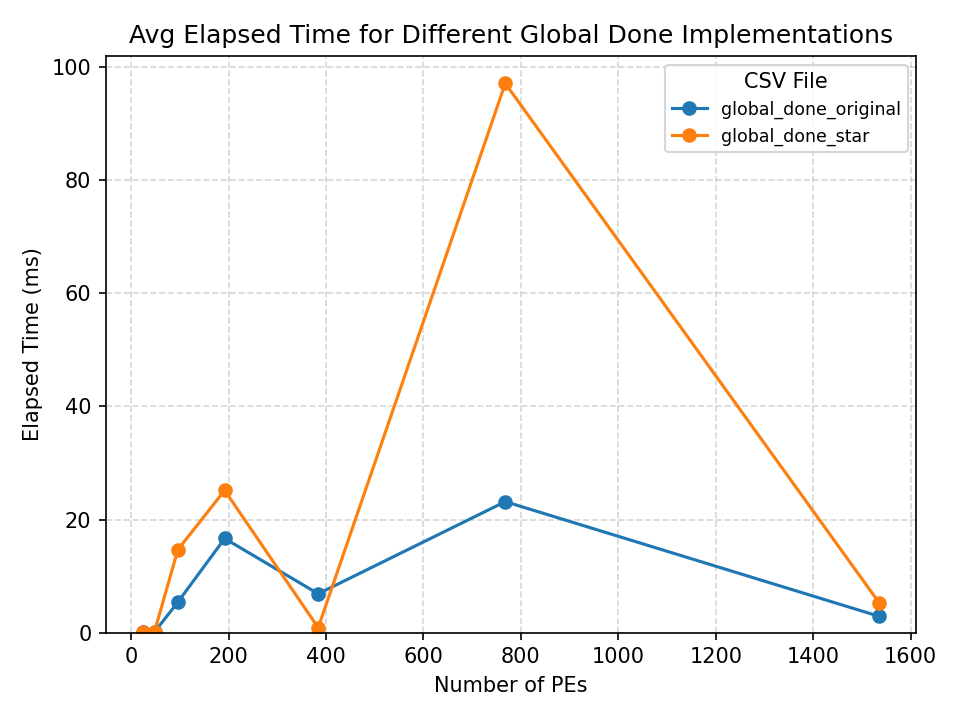 Avg Elapsed Time for Different Global Done Implementations
CSV File
global_done_original
global_done_star
Elapsed Time (ms)
100
80
60
40
20
0
0 200 400 600 800 1000 1200 1400 1600
Number of PEs